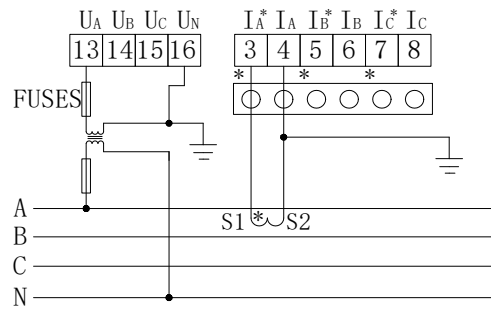 UA UB UC UN IA* IA IB* IB IC* IC
13 14 15 16 3 4 5 6 7 8
* * *
FUSES
A
S1 * S2
B
C
N